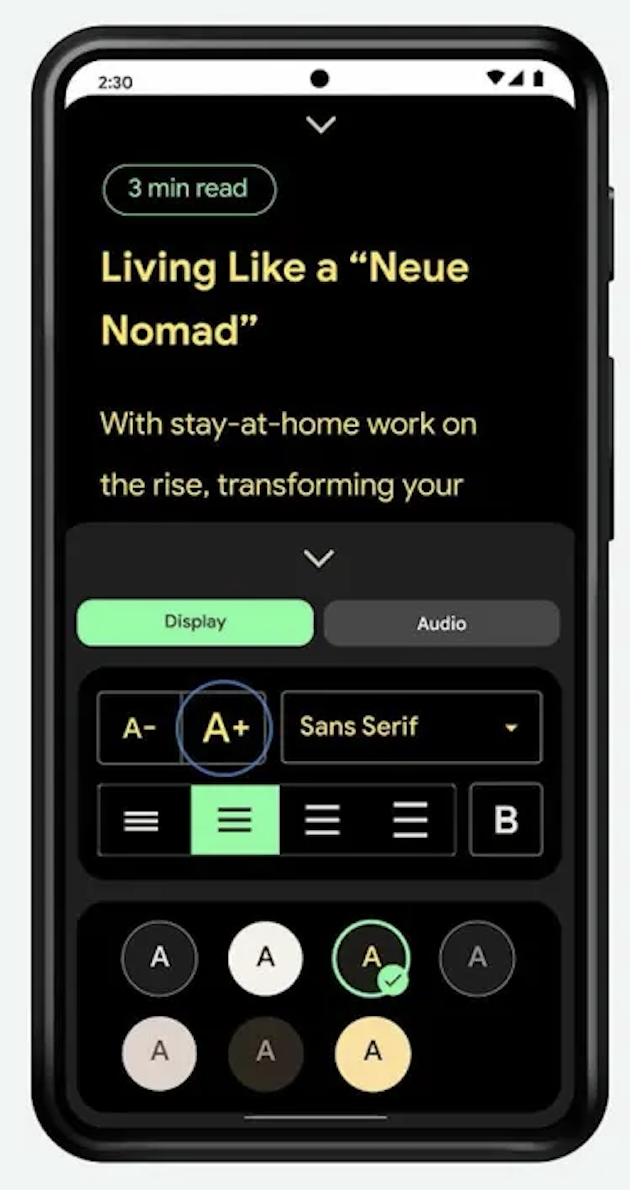 2:30
3 min read
Living Like a “Neue
Nomad”
With stay-at-home work on
the rise, transforming your
Display Audio
A- A+ Sans Serif
B
A A A A
A A A